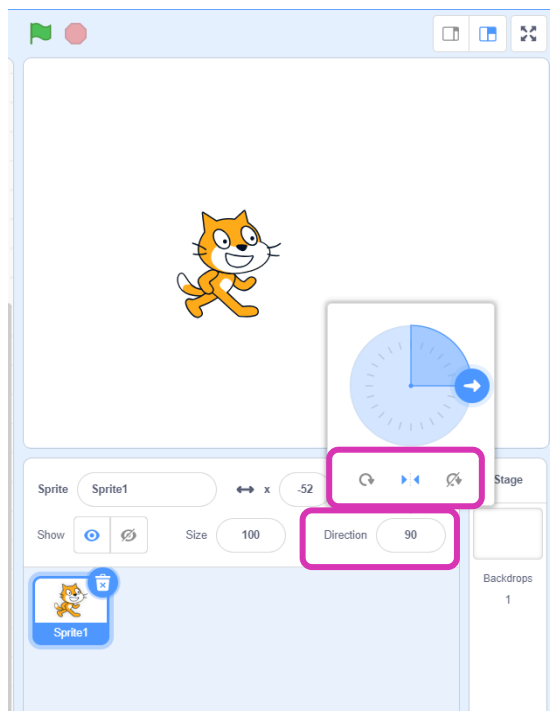 Sprite Sprite1 x -52
Stage
Show Size 100 Direction 90
Backdrops
1
Sprite1